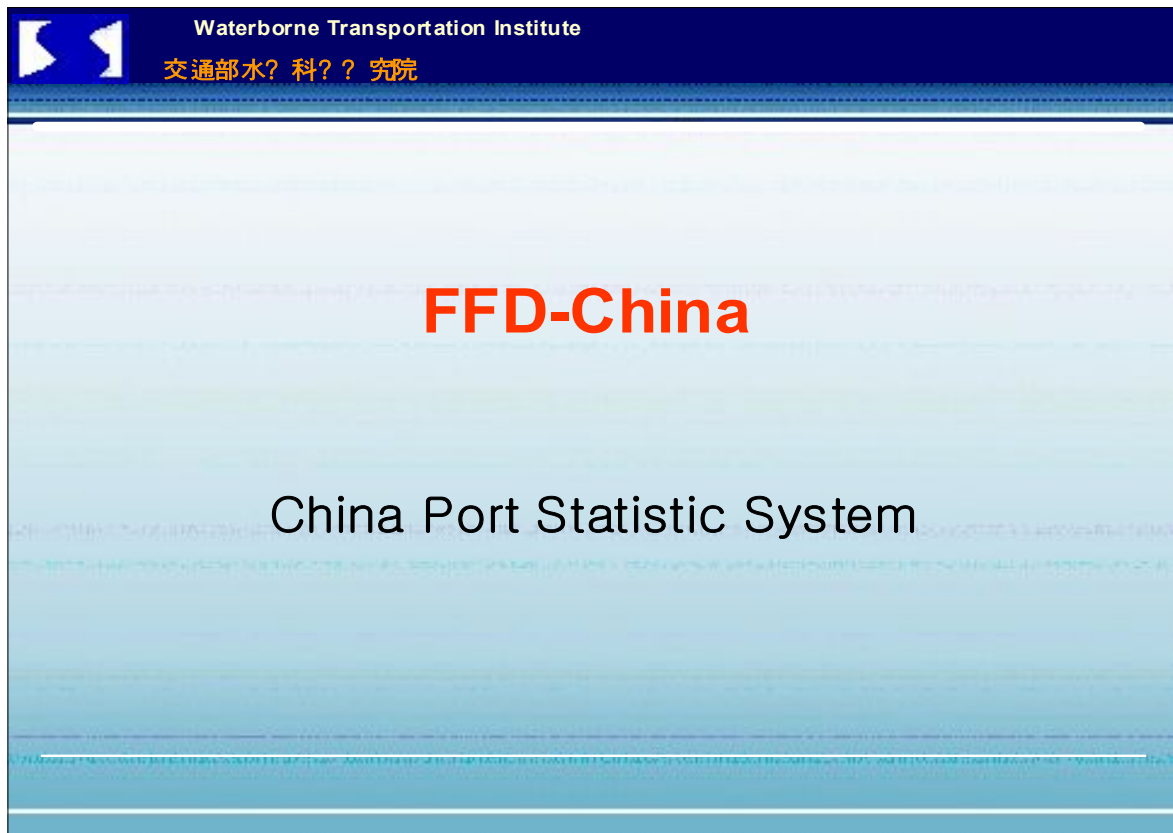 Waterborne Transportation Institute
交通部水? 科? ? 究院
FFD-China
China Port Statistic System